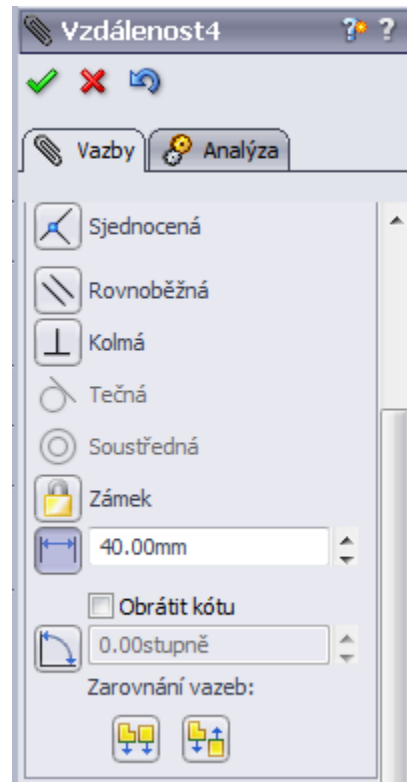 Vzdálenost4 ? ?
Vazby Analýza
Sjednocená
Rovnoběžná
Kolmá
Tečná
Soustředná
Zámek
40.00mm
Obrátit kótu
0.00stupně
Zarovnání vazeb: